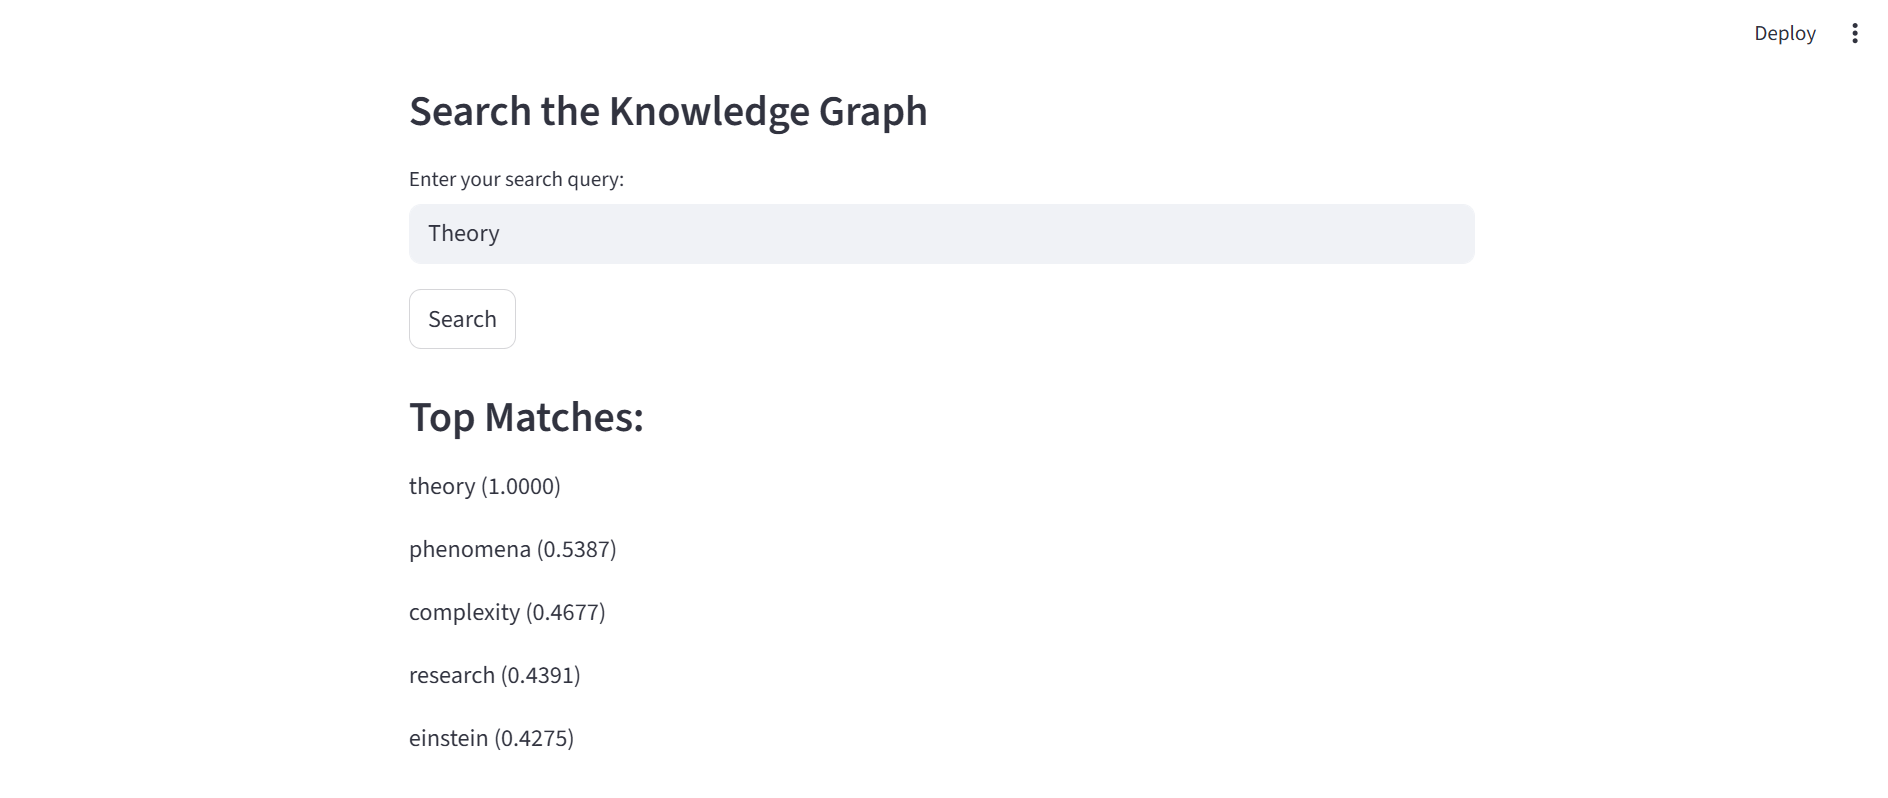 Deploy
Search the Knowledge Graph
Enter your search query:
Theory
Search
Top Matches:
theory (1.0000)
phenomena (0.5387)
complexity (0.4677)
research (0.4391)
einstein (0.4275)